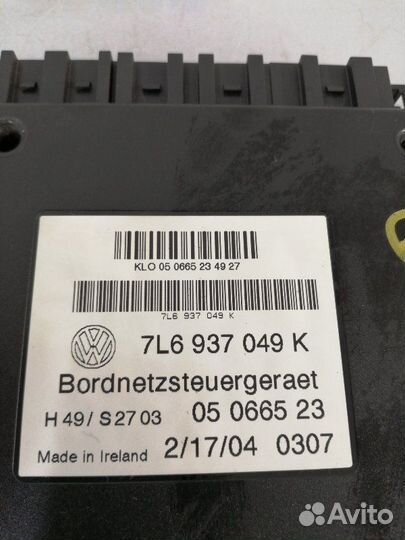 KLO 05 0665 23 49 27
7L6 937 049 K
7L6 937 049 K
Bordnetzsteuergeraet
H 49/ S 27 03 05 0665 23
Made in Ireland 2/17/04 0307
Avito